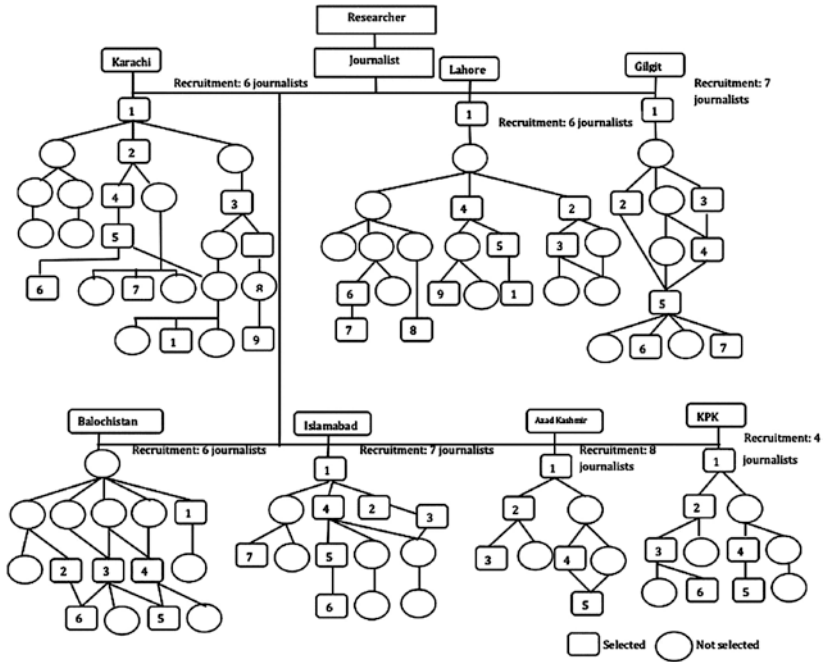 Researcher
Journalist
Karachi
Recruitment: 6 journalists
Lahore
Gilgit
Recruitment: 7
journalists
1
1
Recruitment: 6 journalists
1
2
4
3
5
6
7
8
1
9
4
2
5
3
6
9
1
7
8
2
3
4
5
6
7
Balochistan
Recruitment: 6 journalists
Islamabad
Recruitment: 7 journalists
Azad Kashmir
Recruitment: 8
journalists
KPK
Recruitment: 4
journalists
1
2
3
4
6
5
1
4
2
3
7
5
6
1
2
3
4
5
1
2
3
4
6
5
Selected
Not selected